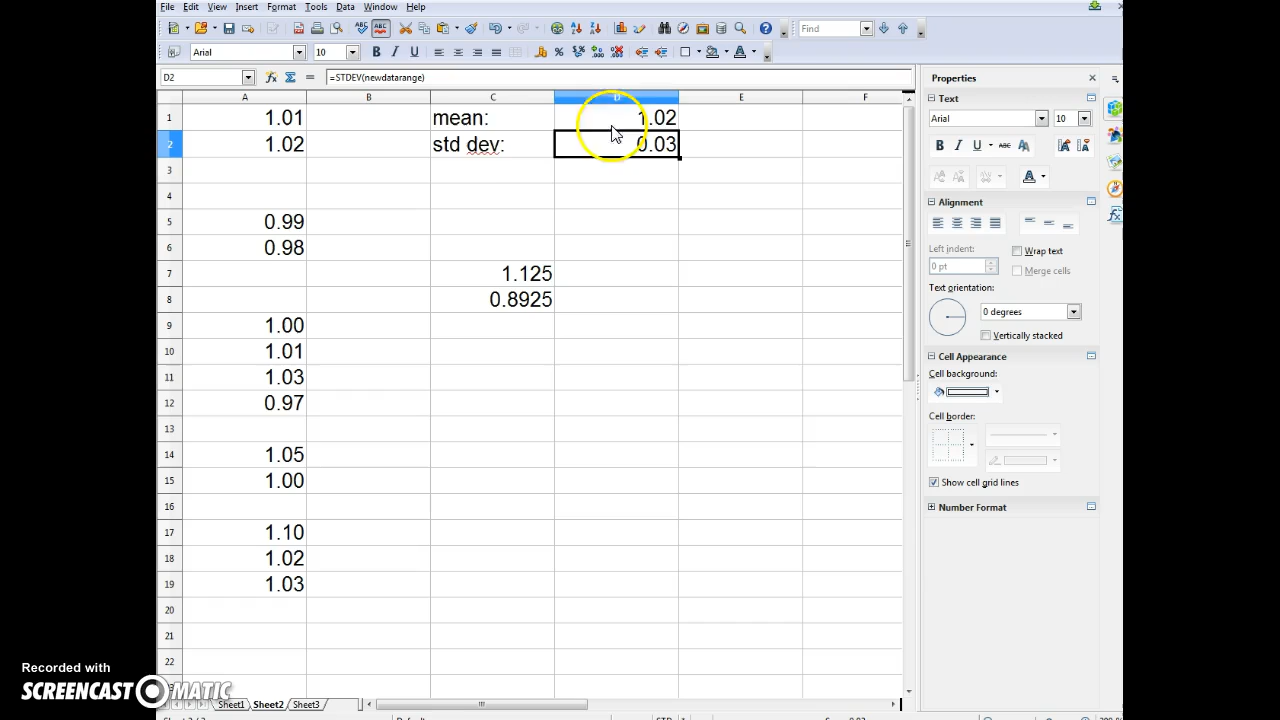 File Edit View Insert Format Tools Data Window Help
Find
Arial 10
D2 =STDEV(newdatarange)
A B C D E F
1 1.01 mean: 1.02
2 1.02 std dev: 0.03
3
4
5 0.99
6 0.98
7 1.125
8 0.8925
9 1.00
10 1.01
11 1.03
12 0.97
13
14 1.05
15 1.00
16
17 1.10
18 1.02
19 1.03
20
21
22
Properties
Text
Arial 10
Alignment
Left indent:
0 pt
Wrap text
Merge cells
Text orientation:
0 degrees
Vertically stacked
Cell Appearance
Cell background:
Cell border:
Show cell grid lines
Number Format
Sheet1 Sheet2 Sheet3
Recorded with
SCREENCAST MATIC